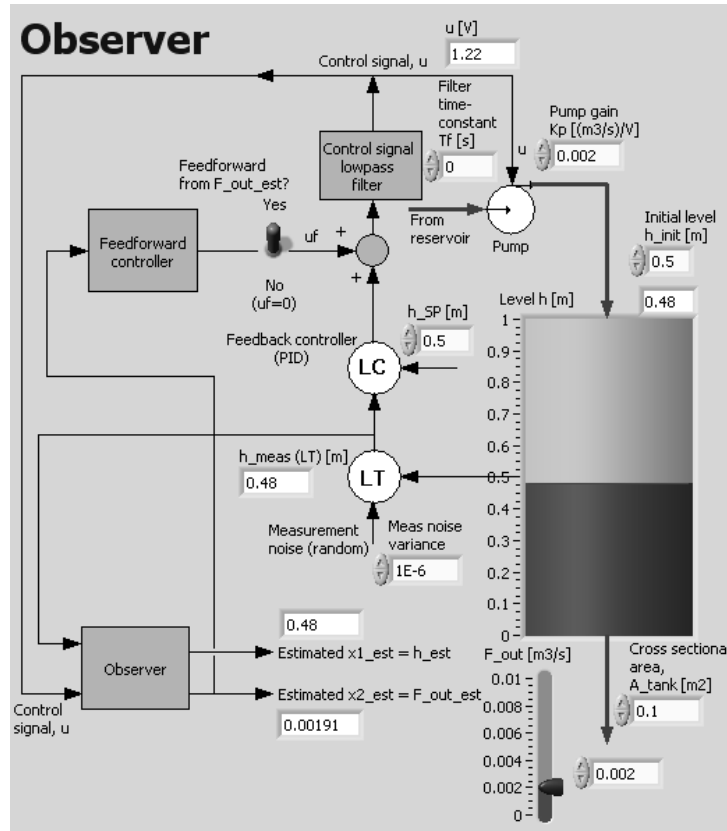 Observer
u [V]
1.22
Control signal, u
Filter
time-
constant
Tf [s]
0
Pump gain
Kp [(m3/s)/V]
0.002
u
Control signal
lowpass
filter
Feedforward
from F_out_est?
Yes
uf
+
+
No
(uf=0)
Feedforward
controller
From
reservoir
Pump
Initial level
h_init [m]
0.5
0.48
Level h [m]
1
0.9
0.8
0.7
0.6
0.5
0.4
0.3
0.2
0.1
0
h_SP [m]
0.5
Feedback controller
(PID)
LC
h_meas (LT) [m]
0.48
LT
Measurement
noise (random)
Meas noise
variance
1E-6
Observer
0.48
Estimated x1_est = h_est
Estimated x2_est = F_out_est
0.00191
Control
signal, u
F_out [m3/s]
0.01
0.008
0.006
0.004
0.002
0
0.002
Cross sectiona
area,
A_tank [m2]
0.1